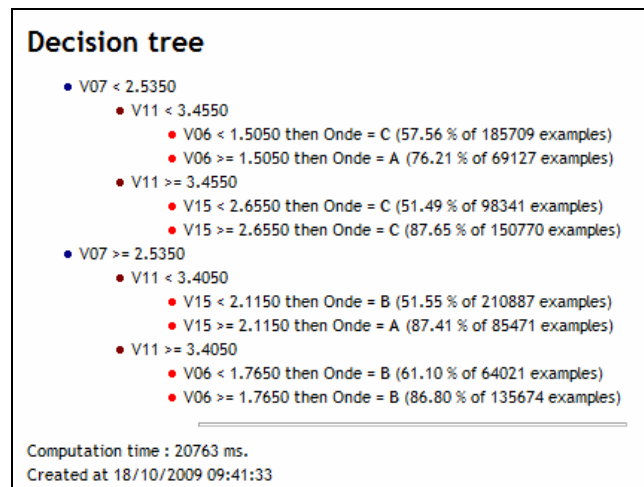 Decision tree
V07 < 2.5350
V11 < 3.4550
V06 < 1.5050 then Onde = C (57.56 % of 185709 examples)
V06 >= 1.5050 then Onde = A (76.21 % of 69127 examples)
V11 >= 3.4550
V15 < 2.6550 then Onde = C (51.49 % of 98341 examples)
V15 >= 2.6550 then Onde = C (87.65 % of 150770 examples)
V07 >= 2.5350
V11 < 3.4050
V15 < 2.1150 then Onde = B (51.55 % of 210887 examples)
V15 >= 2.1150 then Onde = A (87.41 % of 85471 examples)
V11 >= 3.4050
V06 < 1.7650 then Onde = B (61.10 % of 64021 examples)
V06 >= 1.7650 then Onde = B (86.80 % of 135674 examples)
Computation time : 20763 ms.
Created at 18/10/2009 09:41:33